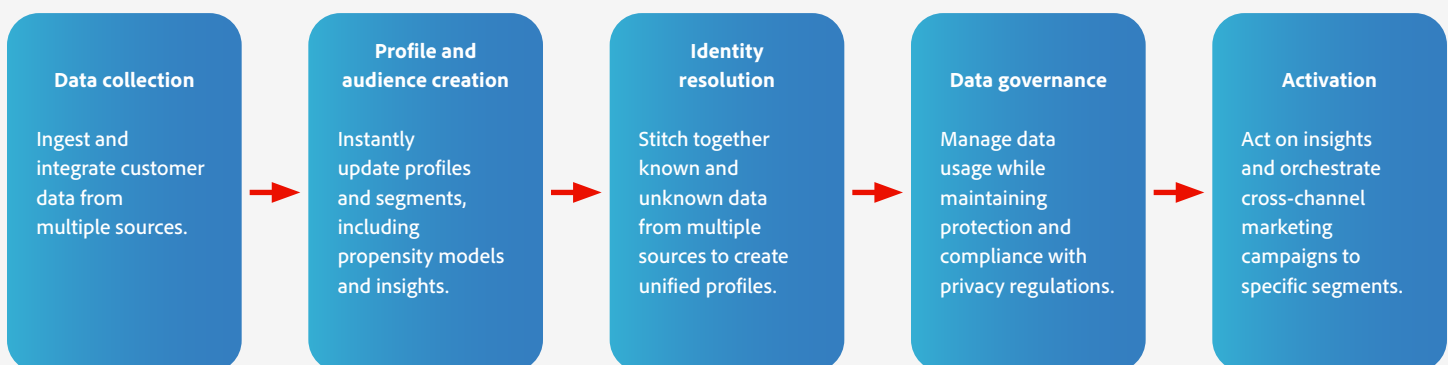 Data collection
Ingest and
integrate customer
data from
multiple sources.
Profile and
audience creation
Instantly
update profiles
and segments,
including
propensity models
and insights.
Identity
resolution
Stitch together
known and
unknown data
from multiple
sources to create
unified profiles.
Data governance
Manage data
usage while
maintaining
protection and
compliance with
privacy regulations.
Activation
Act on insights
and orchestrate
cross-channel
marketing
campaigns to
specific segments.